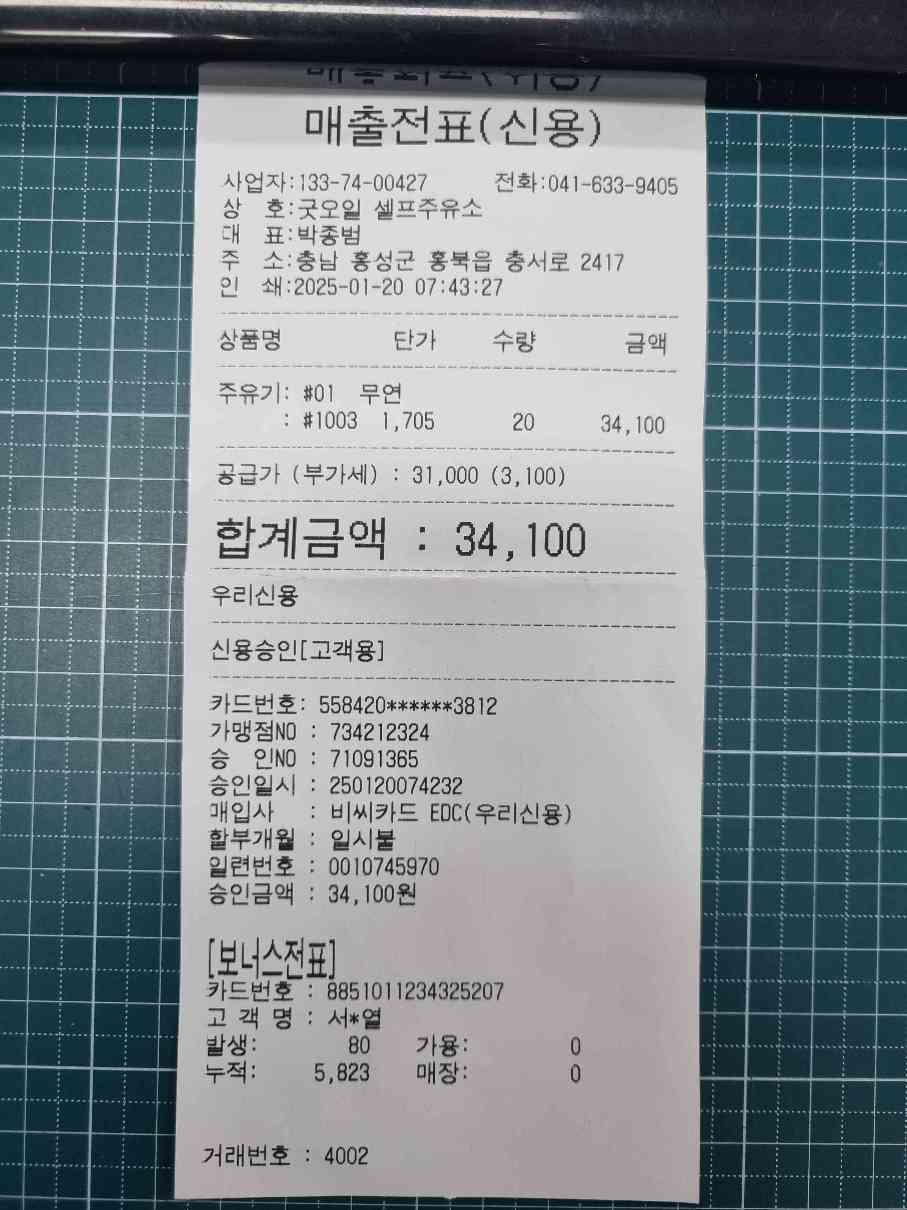 매출전표(신용)
매출전표(신용)
사업자:133-74-00427 전화:041-633-9405
상 호:굿오일 셀프주유소
대 표:박종범
주 소:충남 홍성군 홍북읍 충서로 2417
인 쇄:2025-01-20 07:43:27
상품명 단가 수량 금액
주유기: #01 무연
: #1003 1,705 20 34,100
공급가 (부가세) : 31,000 (3,100)
합계금액 : 34,100
우리신용
신용승인[고객용]
카드번호: 558420******3812
가맹점NO : 734212324
승 인NO : 71091365
승인일시 : 250120074232
매입사 : 비씨카드 EDC(우리신용)
할부개월 : 일시불
일련번호 : 0010745970
승인금액 : 34,100원
[보너스전표]
카드번호 : 8851011234325207
고 객 명 : 서*열
발생: 80 가용: 0
누적: 5,823 매장: 0
거래번호 : 4002